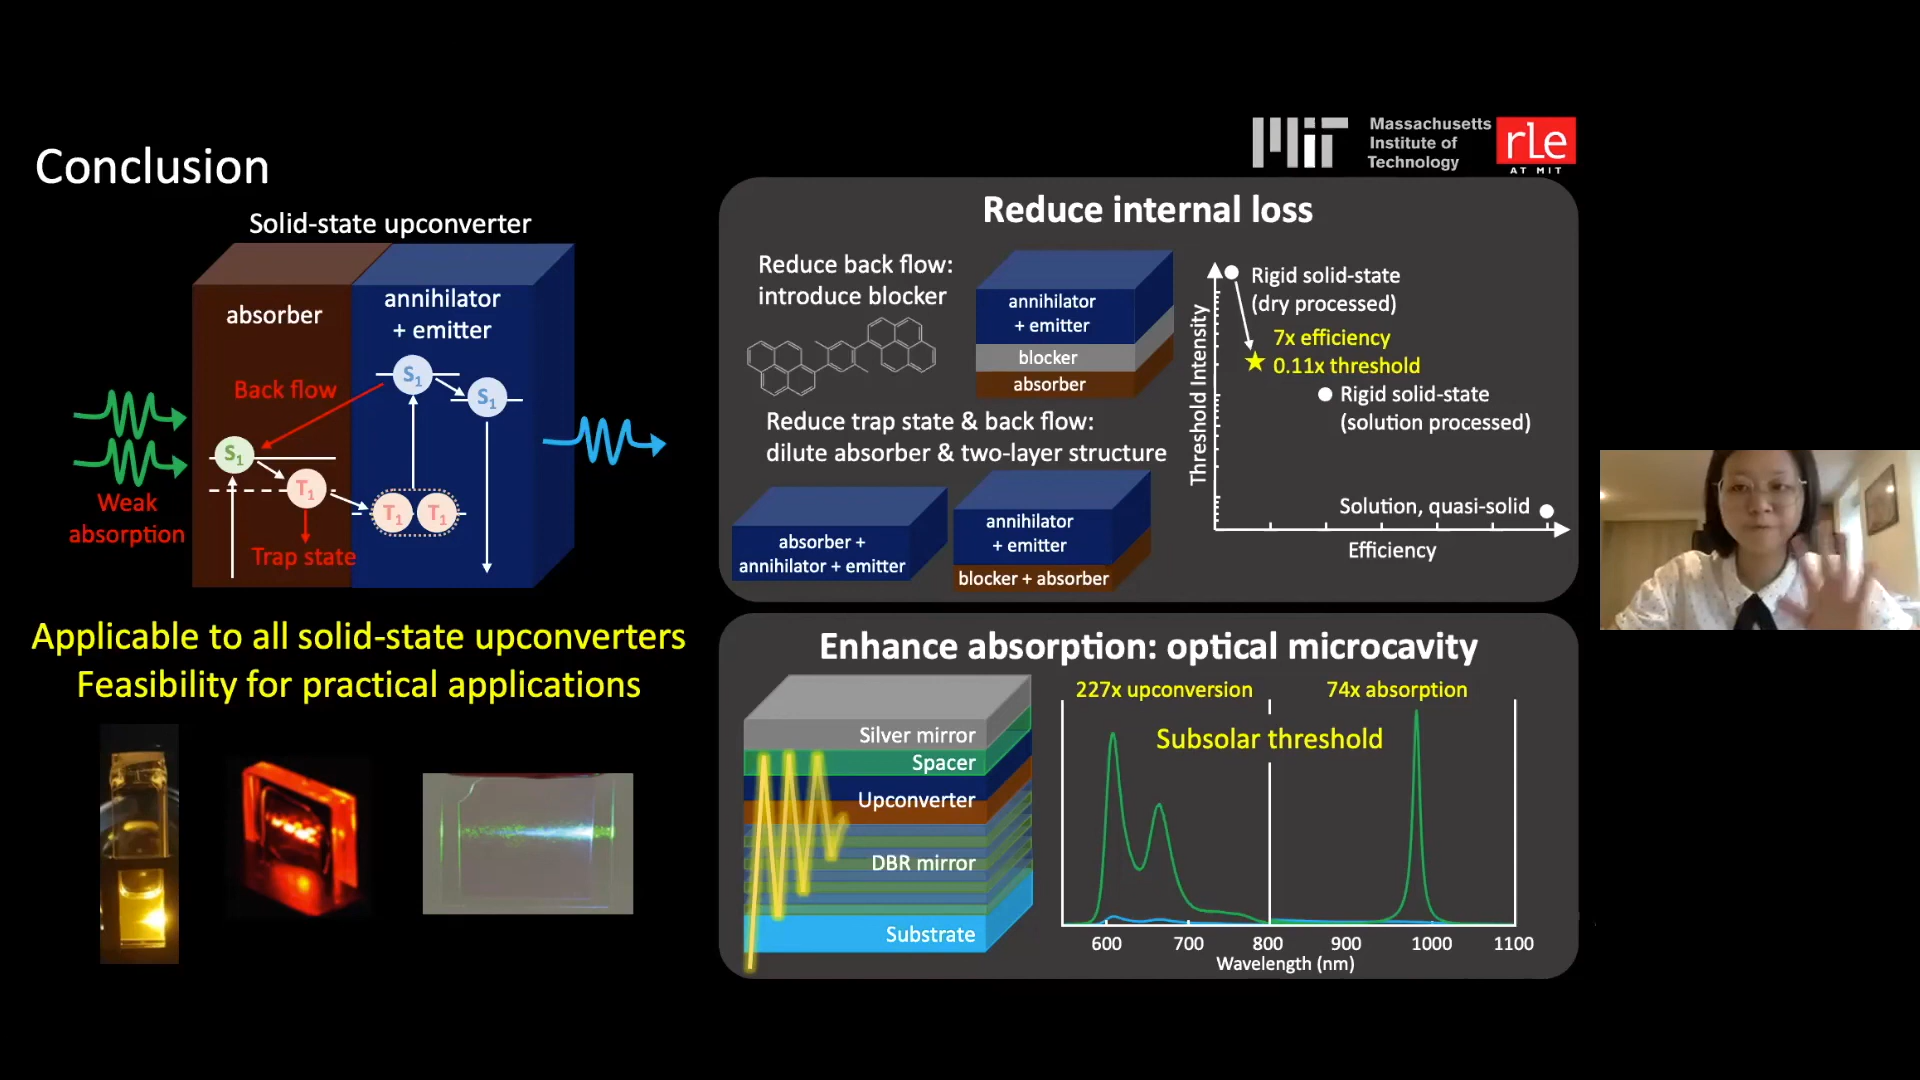 Conclusion
Massachusetts
Institute of
Technology
rLe
AT MIT
Solid-state upconverter
absorber
annihilator
+ emitter
Back flow
S1
S1
S1
T1
T1
T1
Weak
absorption
Trap state
Applicable to all solid-state upconverters
Feasibility for practical applications
Reduce internal loss
Reduce back flow:
introduce blocker
annihilator
+ emitter
blocker
absorber
Reduce trap state & back flow:
dilute absorber & two-layer structure
absorber +
annihilator + emitter
annihilator
+ emitter
blocker + absorber
Threshold Intensity
Rigid solid-state
(dry processed)
7x efficiency
0.11x threshold
Rigid solid-state
(solution processed)
Solution, quasi-solid
Efficiency
Enhance absorption: optical microcavity
Silver mirror
Spacer
Upconverter
DBR mirror
Substrate
227x upconversion
74x absorption
Subsolar threshold
600 700 800 900 1000 1100
Wavelength (nm)